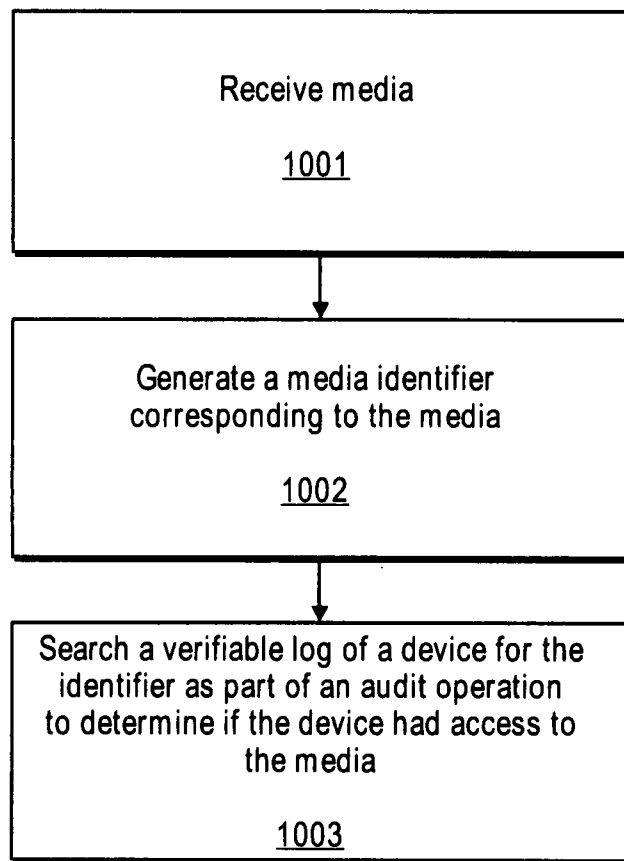 Receive media
1001
Generate a media identifier
corresponding to the media
1002
Search a verifiable log of a device for the
identifier as part of an audit operation
to determine if the device had access to
the media
1003